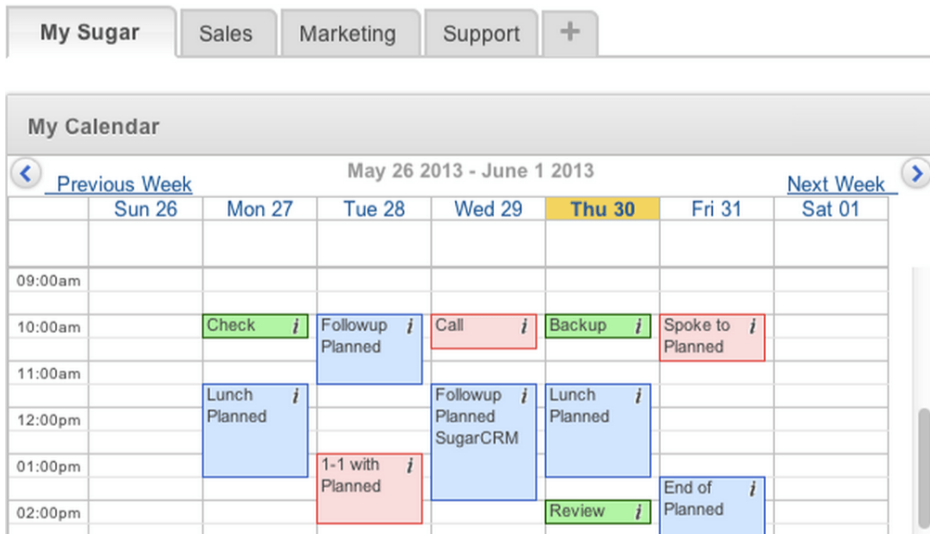 My Sugar Sales Marketing Support +
My Calendar
May 26 2013 - June 1 2013
Previous Week Next Week
Sun 26 Mon 27 Tue 28 Wed 29 Thu 30 Fri 31 Sat 01
09:00am
10:00am
Check i
Followup i
Planned
Call i
Backup i
Spoke to i
Planned
11:00am
Lunch i
Planned
Followup i
Planned
SugarCRM
Lunch i
Planned
12:00pm
01:00pm
1-1 with i
Planned
End of i
Planned
02:00pm
Review i